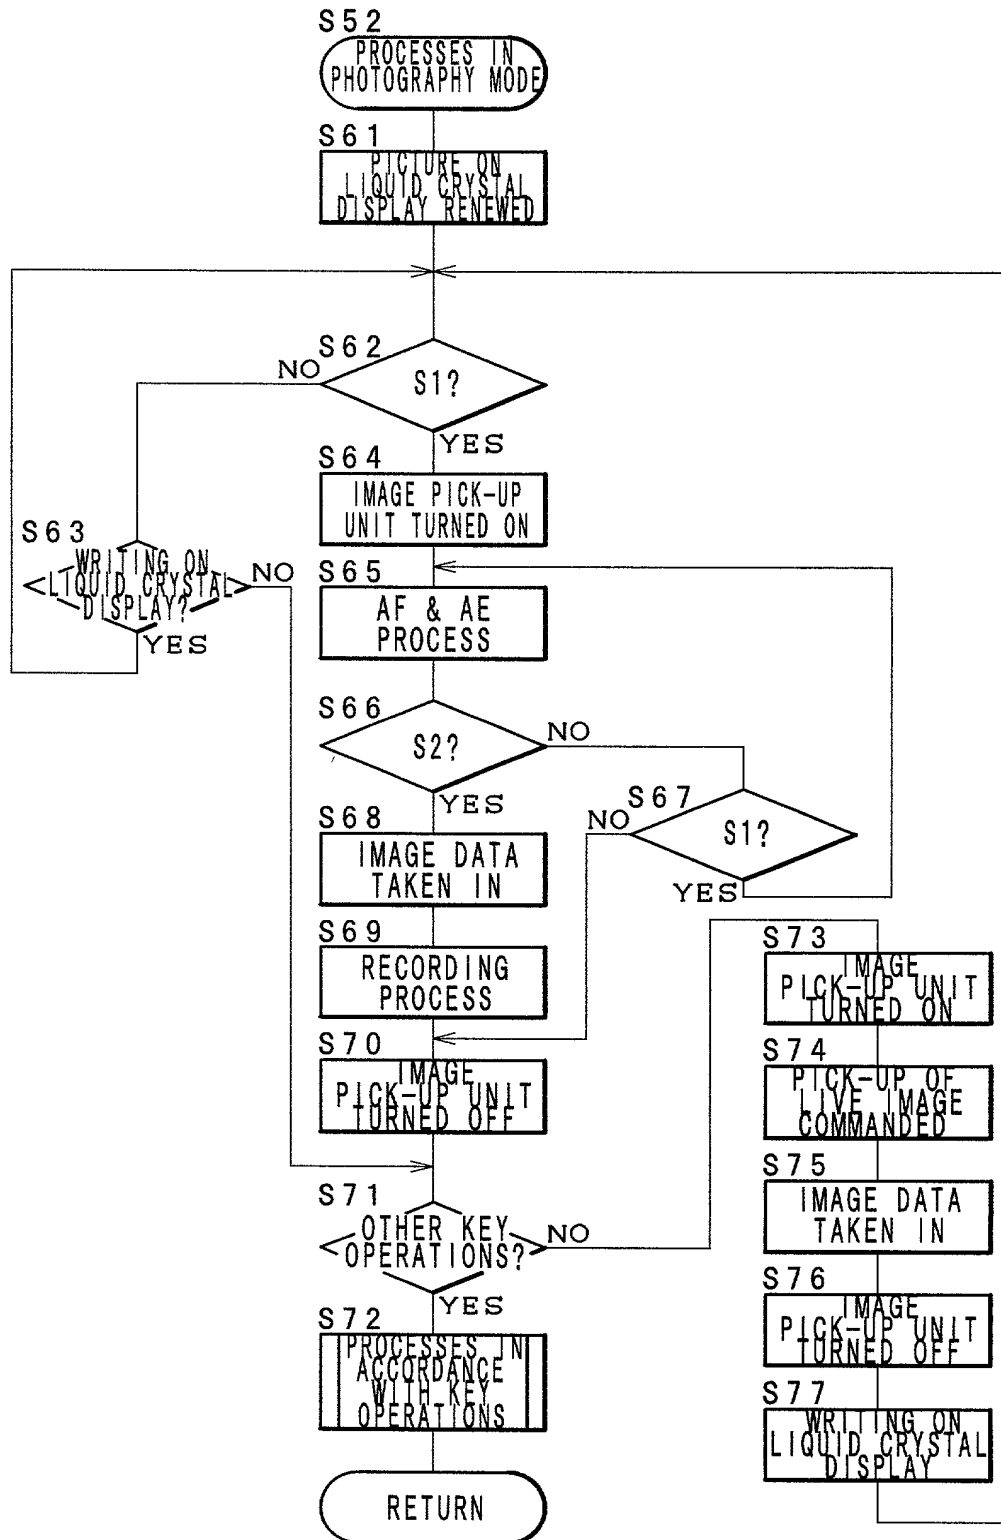 S52
PROCESSES IN
PHOTOGRAPHY MODE
S61
PICTURE ON
LIQUID CRYSTAL
DISPLAY RENEWED
S62
NO
S1?
YES
S64
IMAGE PICK-UP
UNIT TURNED ON
S63
WRITING ON
LIQUID CRYSTAL
DISPLAY?
NO
YES
S65
AF & AE
PROCESS
S66
S2?
NO
YES
S67
NO
S1?
YES
S68
IMAGE DATA
TAKEN IN
S69
RECORDING
PROCESS
S70
IMAGE
PICK-UP UNIT
TURNED OFF
S71
OTHER KEY
OPERATIONS?
NO
YES
S72
PROCESSES IN
ACCORDANCE
WITH KEY
OPERATIONS
RETURN
S73
IMAGE
PICK-UP UNIT
TURNED ON
S74
PICK-UP OF
LIVE IMAGE
COMMANDED
S75
IMAGE DATA
TAKEN IN
S76
IMAGE
PICK-UP UNIT
TURNED OFF
S77
WRITING ON
LIQUID CRYSTAL
DISPLAY